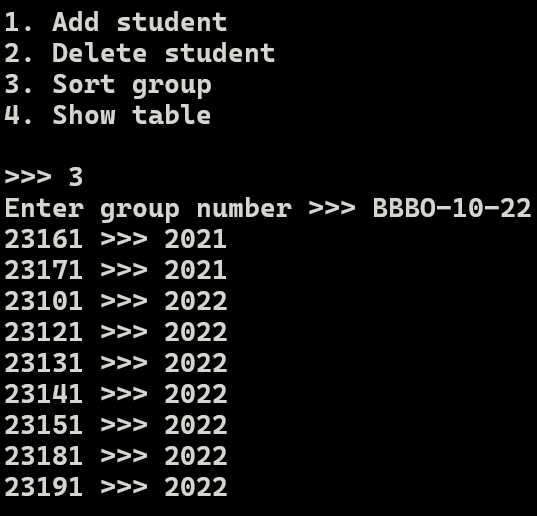 1. Add student
2. Delete student
3. Sort group
4. Show table
>>> 3
Enter group number >>> BBBO-10-22
23161 >>> 2021
23171 >>> 2021
23101 >>> 2022
23121 >>> 2022
23131 >>> 2022
23141 >>> 2022
23151 >>> 2022
23181 >>> 2022
23191 >>> 2022